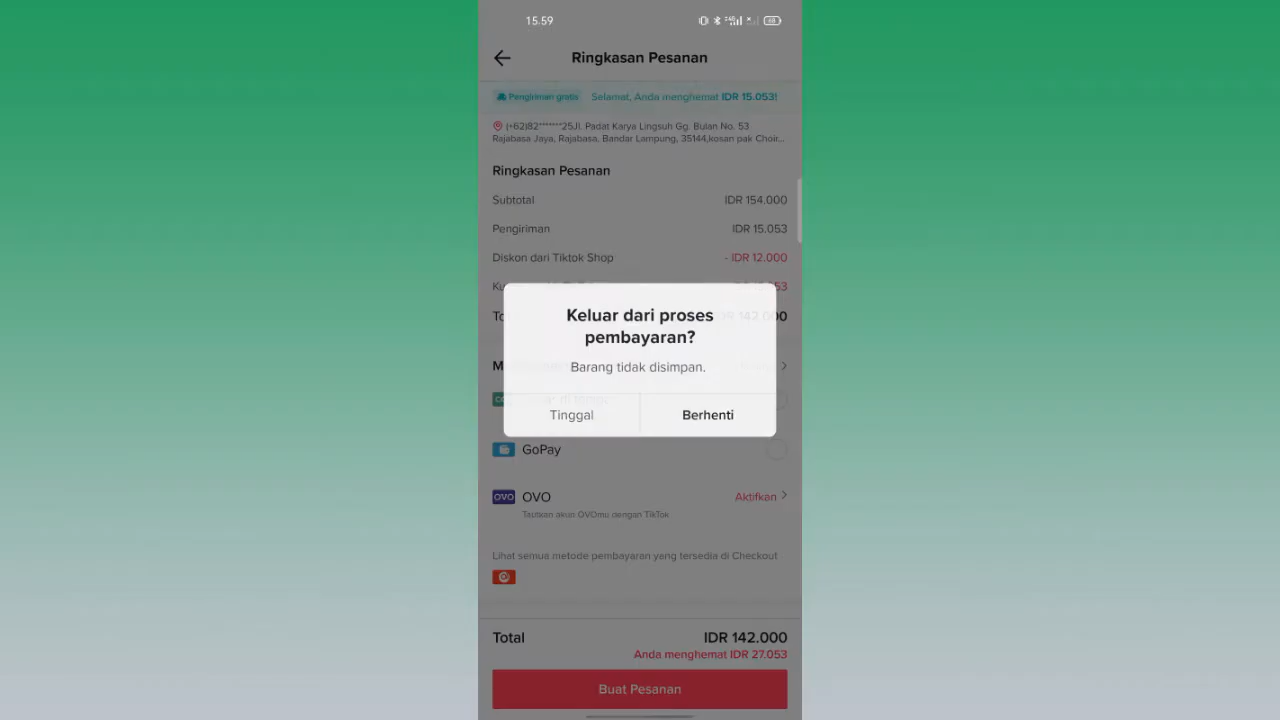 15.59
Ringkasan Pesanan
Pengiriman gratis Selamat, Anda menghemat IDR 15.053!
(+62)82*******25Jl. Padat Karya Lingsuh Gg. Bulan No. 53
Rajabasa Jaya, Rajabasa, Bandar Lampung, 35144,kosan pak Choir...
Ringkasan Pesanan
Subtotal IDR 154.000
Pengiriman IDR 15.053
Diskon dari Tiktok Shop - IDR 12.000
Keluar dari proses
pembayaran?
Barang tidak disimpan.
Tinggal Berhenti
GoPay
OVO OVO Aktifkan
Tautkan akun OVOmu dengan TikTok
Lihat semua metode pembayaran yang tersedia di Checkout
Total IDR 142.000
Anda menghemat IDR 27.053
Buat Pesanan